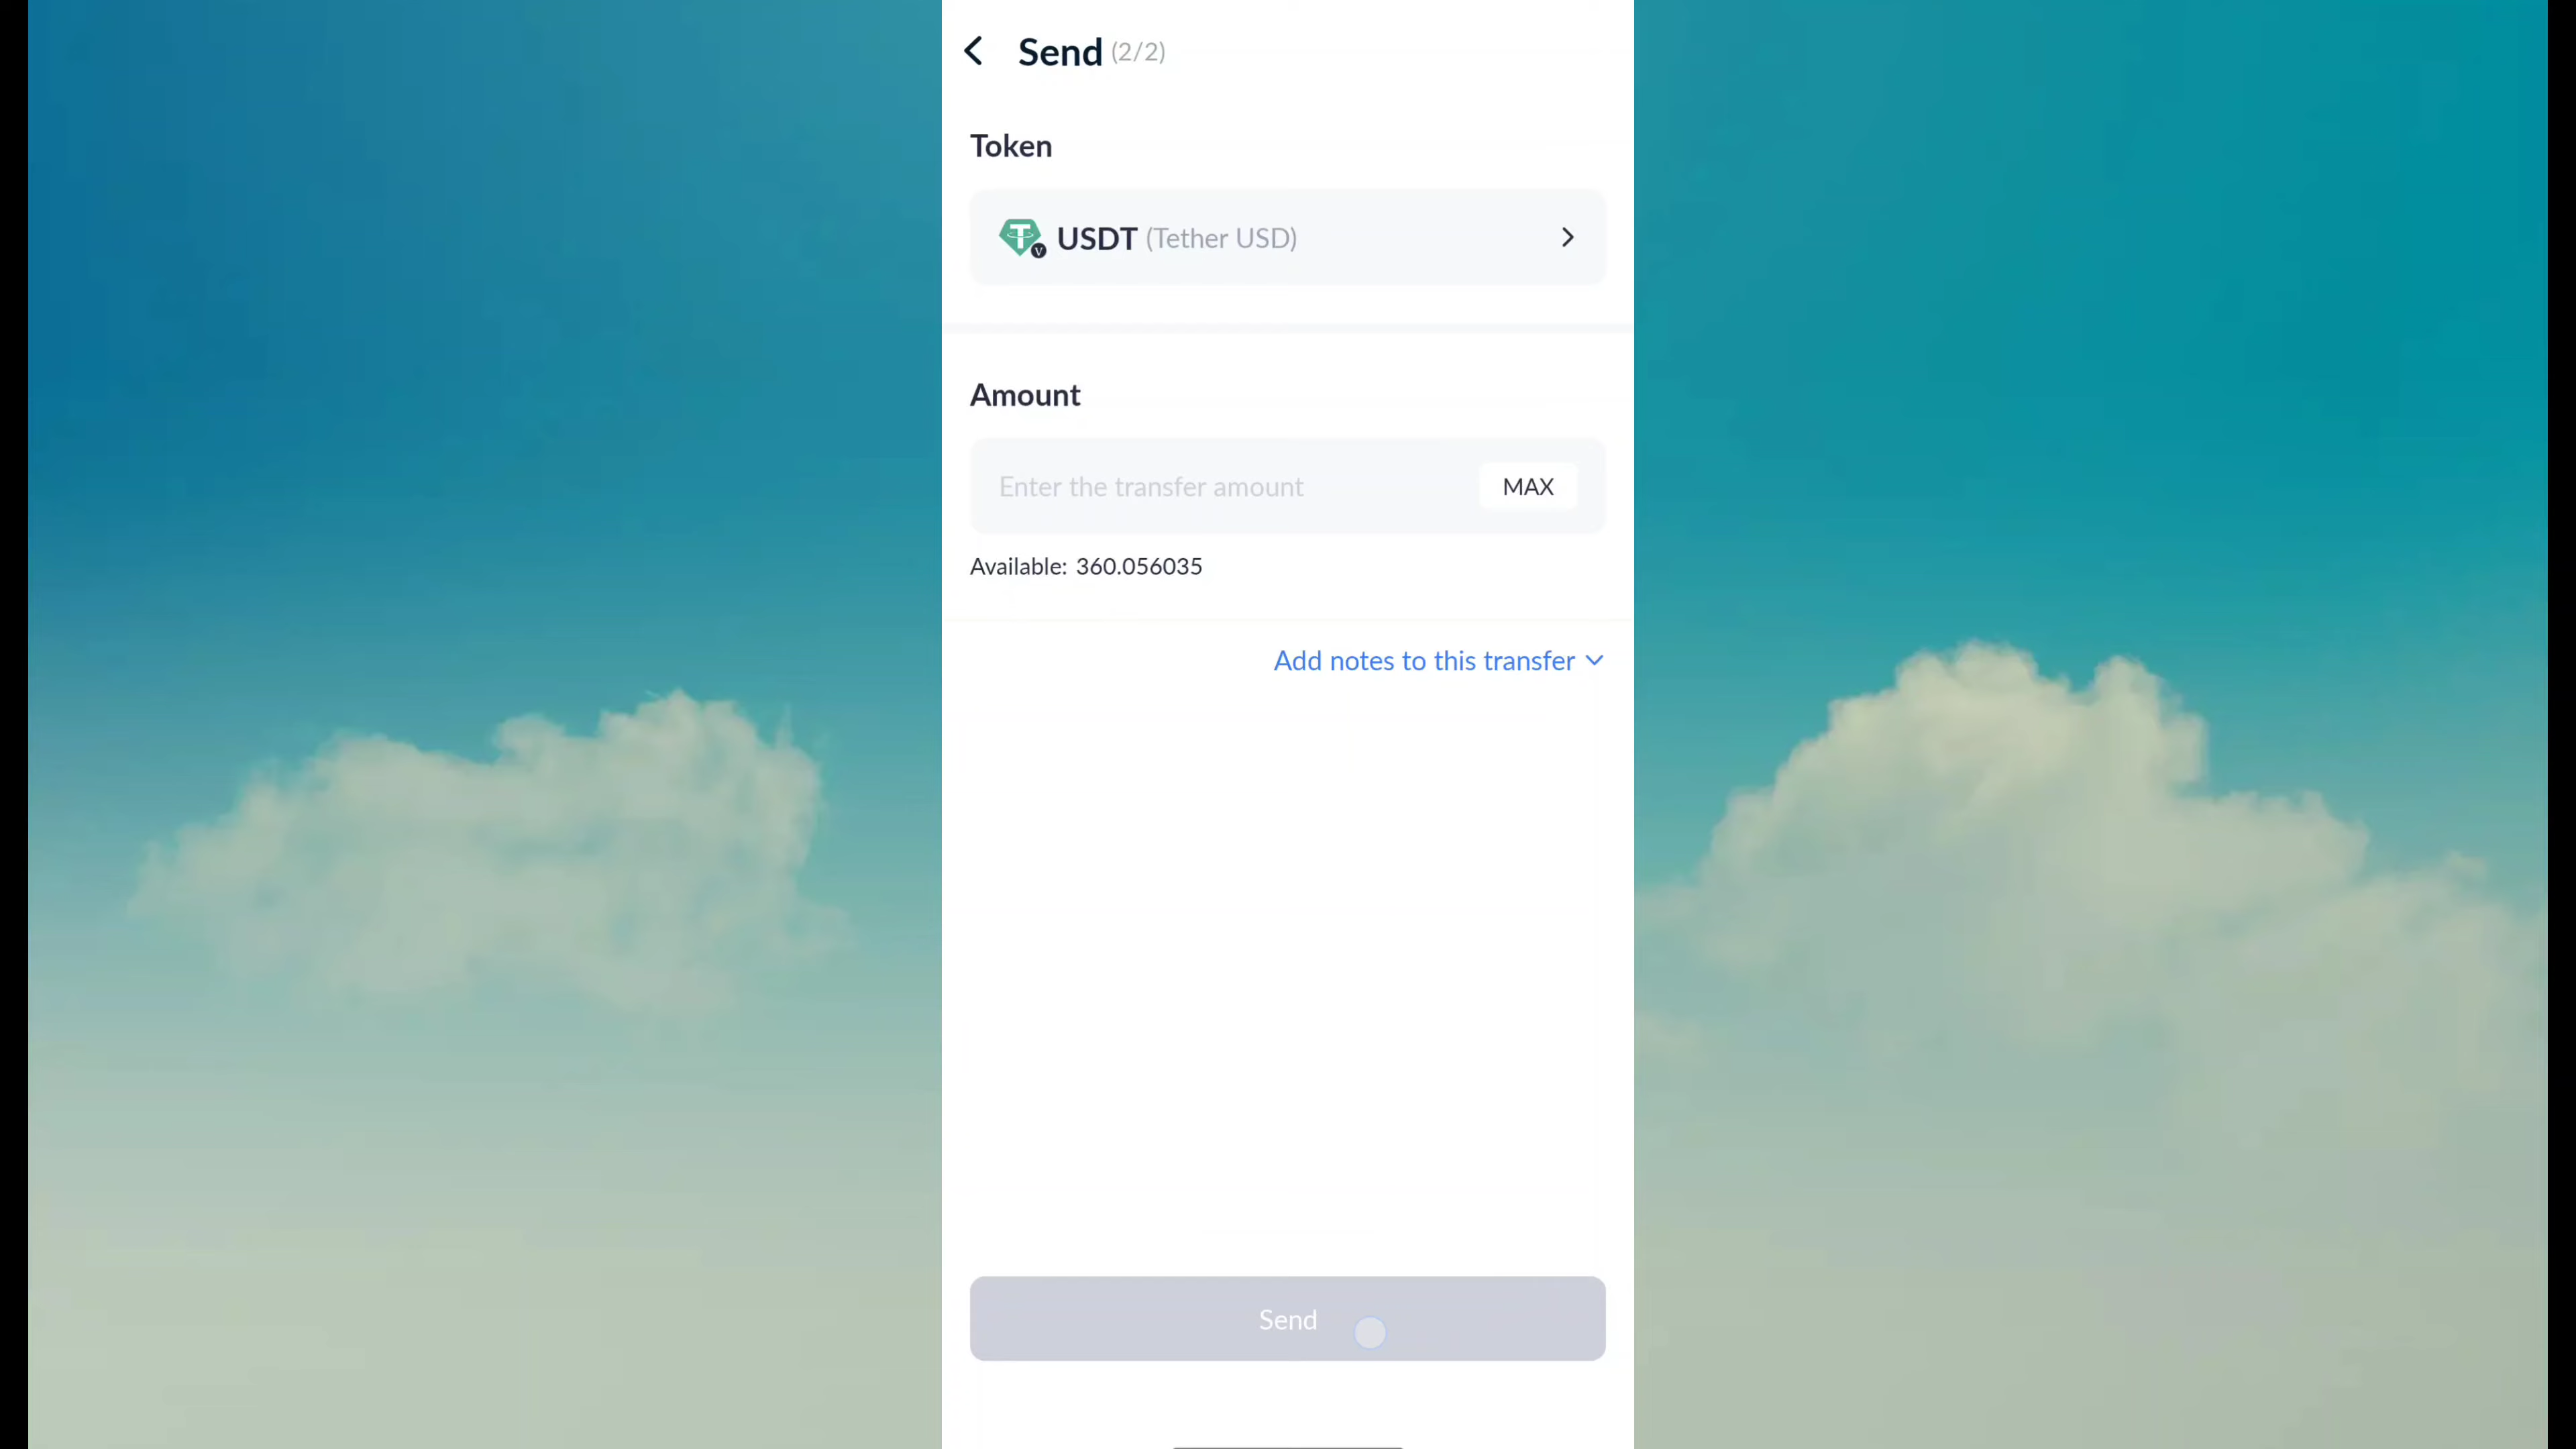 Send (2/2)
Token
USDT (Tether USD)
Amount
Enter the transfer amount
MAX
Available: 360.056035
Add notes to this transfer
Send